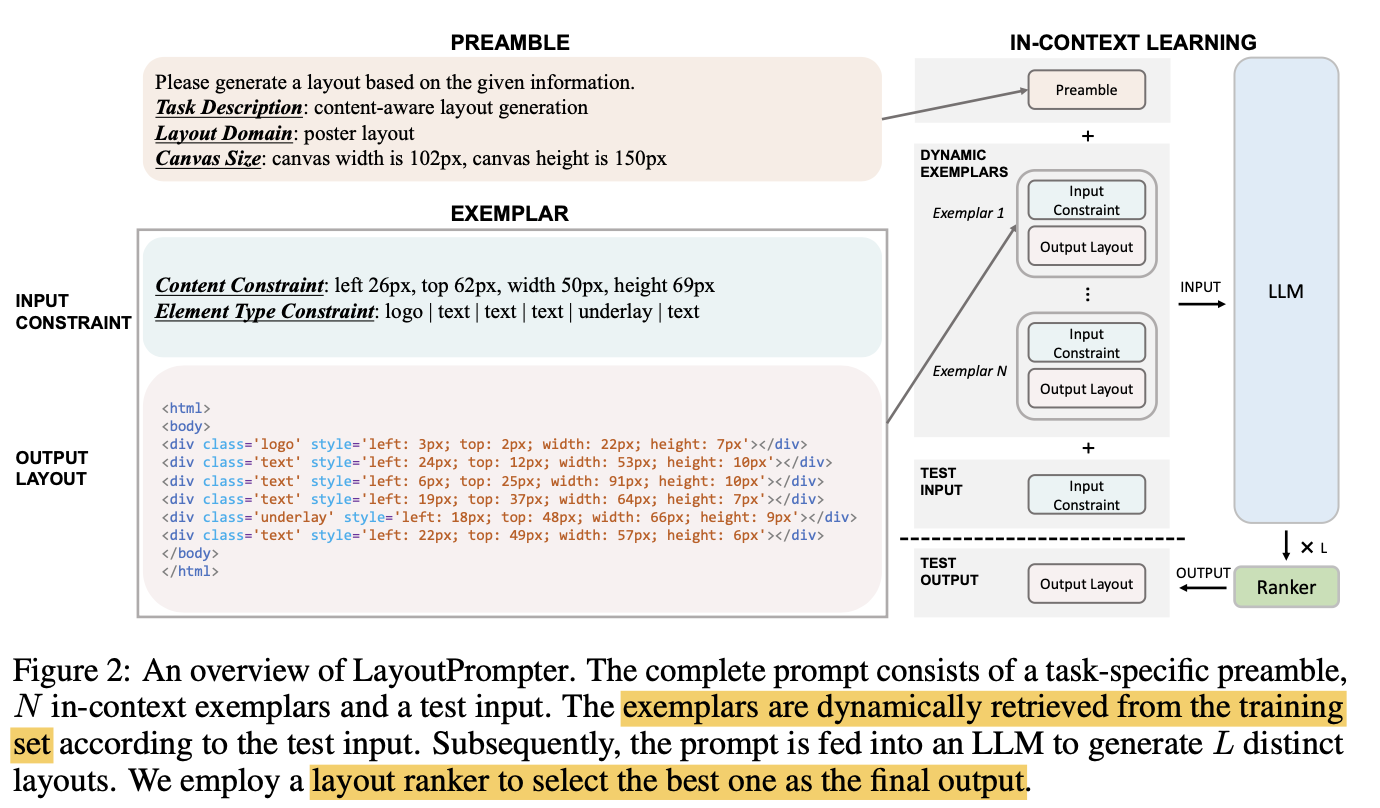 PREAMBLE
Please generate a layout based on the given information.
Task Description: content-aware layout generation
Layout Domain: poster layout
Canvas Size: canvas width is 102px, canvas height is 150px
EXEMPLAR
INPUT
CONSTRAINT
Content Constraint: left 26px, top 62px, width 50px, height 69px
Element Type Constraint: logo | text | text | text | underlay | text
OUTPUT
LAYOUT
<html>
<body>
<div class='logo' style='left: 3px; top: 2px; width: 22px; height: 7px'></div>
<div class='text' style='left: 24px; top: 12px; width: 53px; height: 10px'></div>
<div class='text' style='left: 6px; top: 25px; width: 91px; height: 10px'></div>
<div class='text' style='left: 19px; top: 37px; width: 64px; height: 7px'></div>
<div class='underlay' style='left: 18px; top: 48px; width: 66px; height: 9px'></div>
<div class='text' style='left: 22px; top: 49px; width: 57px; height: 6px'></div>
</body>
</html>
IN-CONTEXT LEARNING
Preamble
+
DYNAMIC
EXEMPLARS
Exemplar 1
Input
Constraint
Output Layout
⋮
Exemplar N
Input
Constraint
Output Layout
+
TEST
INPUT
Input
Constraint
TEST
OUTPUT
Output Layout
INPUT
LLM
× L
OUTPUT
Ranker
Figure 2: An overview of LayoutPrompter. The complete prompt consists of a task-specific preamble,
N in-context exemplars and a test input. The exemplars are dynamically retrieved from the training
set according to the test input. Subsequently, the prompt is fed into an LLM to generate L distinct
layouts. We employ a layout ranker to select the best one as the final output.